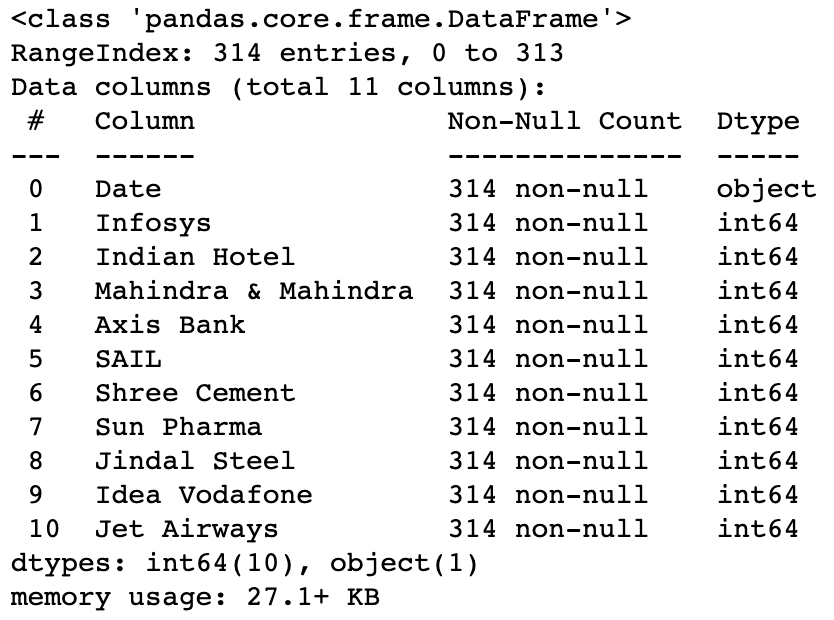 <class 'pandas.core.frame.DataFrame'>
RangeIndex: 314 entries, 0 to 313
Data columns (total 11 columns):
 #   Column               Non-Null Count  Dtype
---  ------               --------------  -----
 0   Date                 314 non-null    object
 1   Infosys              314 non-null    int64
 2   Indian Hotel         314 non-null    int64
 3   Mahindra & Mahindra  314 non-null    int64
 4   Axis Bank            314 non-null    int64
 5   SAIL                 314 non-null    int64
 6   Shree Cement         314 non-null    int64
 7   Sun Pharma           314 non-null    int64
 8   Jindal Steel         314 non-null    int64
 9   Idea Vodafone        314 non-null    int64
 10  Jet Airways          314 non-null    int64
dtypes: int64(10), object(1)
memory usage: 27.1+ KB